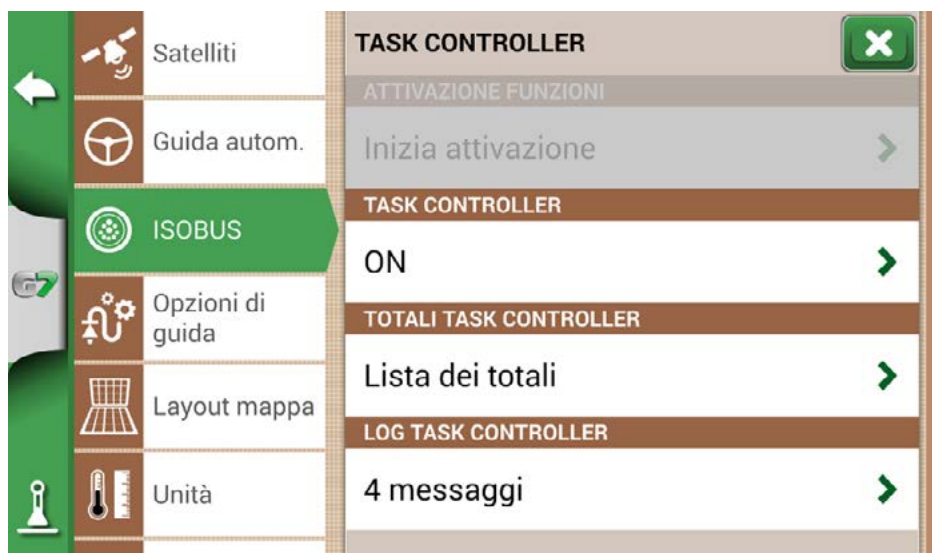 Satelliti
Guida autom.
ISOBUS
Opzioni di
guida
Layout mappa
Unità
G7
TASK CONTROLLER
ATTIVAZIONE FUNZIONI
Inizia attivazione
TASK CONTROLLER
ON
TOTALI TASK CONTROLLER
Lista dei totali
LOG TASK CONTROLLER
4 messaggi